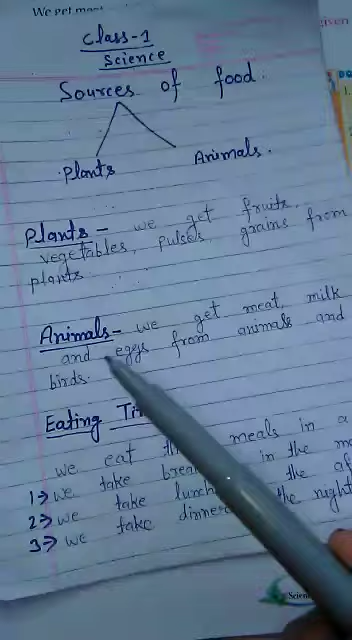 We get meat
given
Class-1
Science
Sources of food.
Plants Animals.
Plants - we get fruits,
vegetables, pulses grains from
plants.
Animals - we get meat, milk
and eggs from animals and
birds.
Eating
we eat meals in a
1→ we take in the
2→ we take lunch the
3→ we take dinner the night